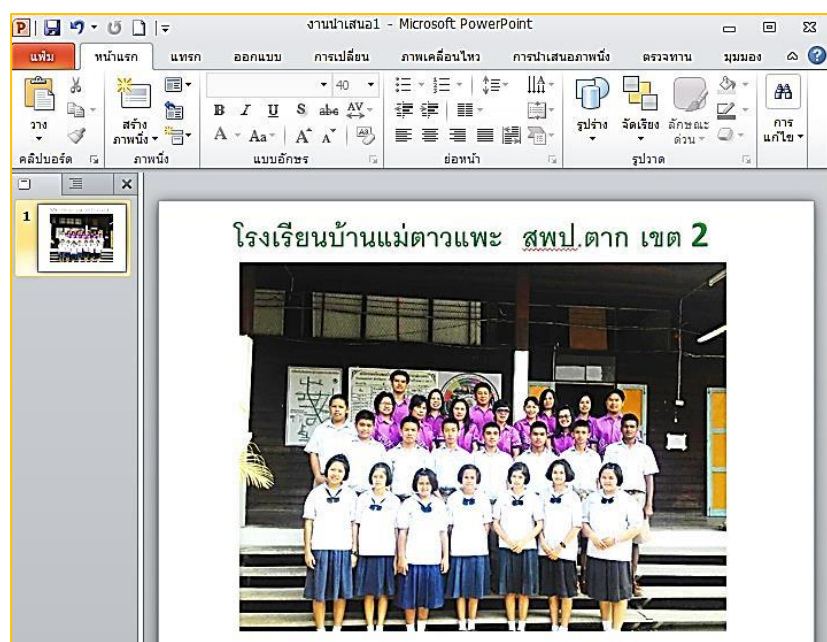 งานนำเสนอ1 - Microsoft PowerPoint
แฟ้ม หน้าแรก แทรก ออกแบบ การเปลี่ยน ภาพเคลื่อนไหว การนำเสนอภาพนิ่ง ตรวจทาน มุมมอง
40
B I U S abc AV
A Aa A A
วาง
สร้าง
ภาพนิ่ง
รูปร่าง จัดเรียง ลักษณะ
ด่วน
การ
แก้ไข
คลิปบอร์ด ภาพนิ่ง แบบอักษร ย่อหน้า รูปวาด
1
โรงเรียนบ้านแม่ตาวแพะ สพป.ตาก เขต 2